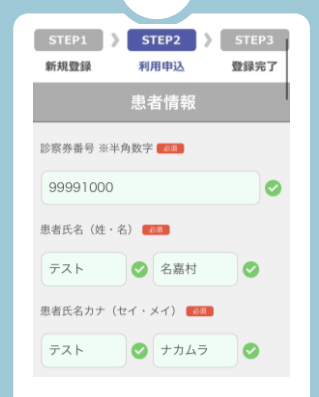 STEP1 》 STEP2 》 STEP3
新規登録 利用申込 登録完了
患者情報
診察券番号 ※半角数字 必須
99991000
患者氏名（姓・名） 必須
テスト 名嘉村
患者氏名カナ（セイ・メイ） 必須
テスト ナカムラ